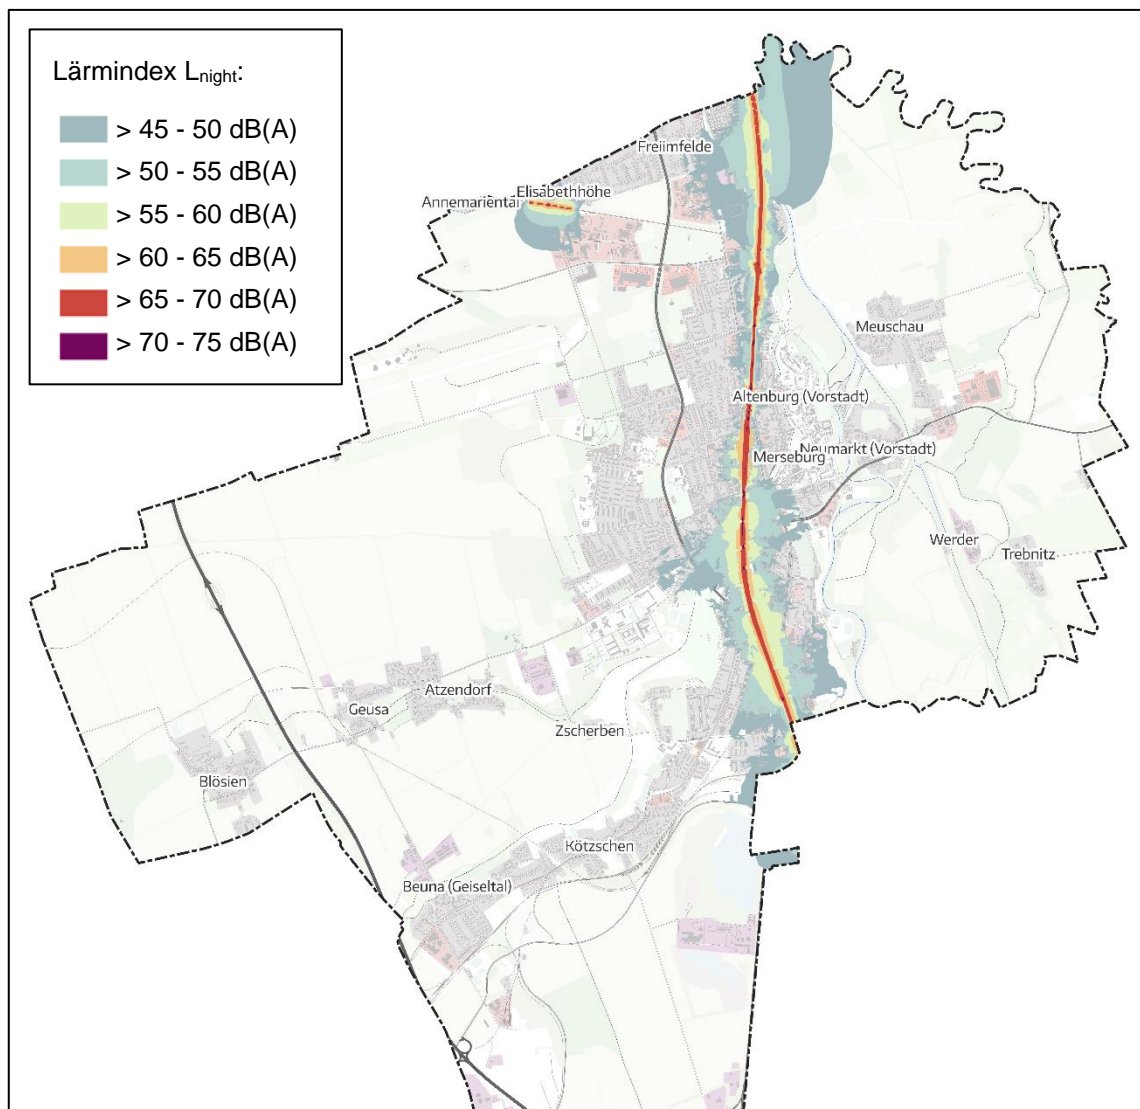 Lärmindex Lnight:
> 45 - 50 dB(A)
> 50 - 55 dB(A)
> 55 - 60 dB(A)
> 60 - 65 dB(A)
> 65 - 70 dB(A)
> 70 - 75 dB(A)
Freiimfelde
Elisabethhöhe
Annemariental
Meuschau
Altenburg (Vorstadt)
Neumarkt (Vorstadt)
Merseburg
Werder
Trebnitz
Atzendorf
Geusa
Zscherben
Blösien
Kötzschen
Beuna (Geiseltal)